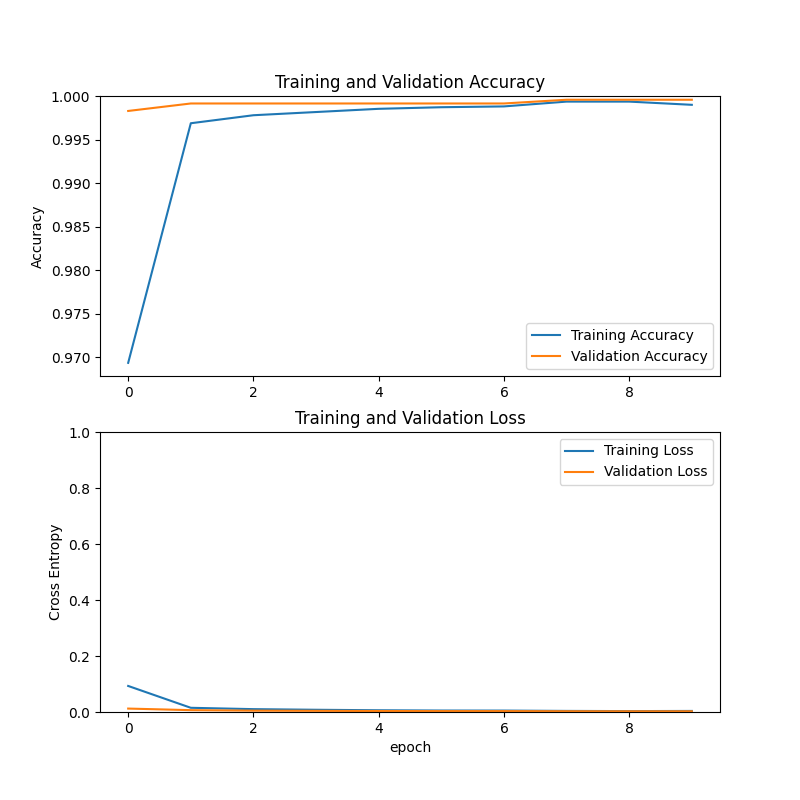 Training and Validation Accuracy
1.000
0.995
0.990
0.985
0.980
0.975
0.970
Accuracy
Training Accuracy
Validation Accuracy
0 2 4 6 8
Training and Validation Loss
1.0
0.8
0.6
0.4
0.2
0.0
Cross Entropy
Training Loss
Validation Loss
0 2 4 6 8
epoch